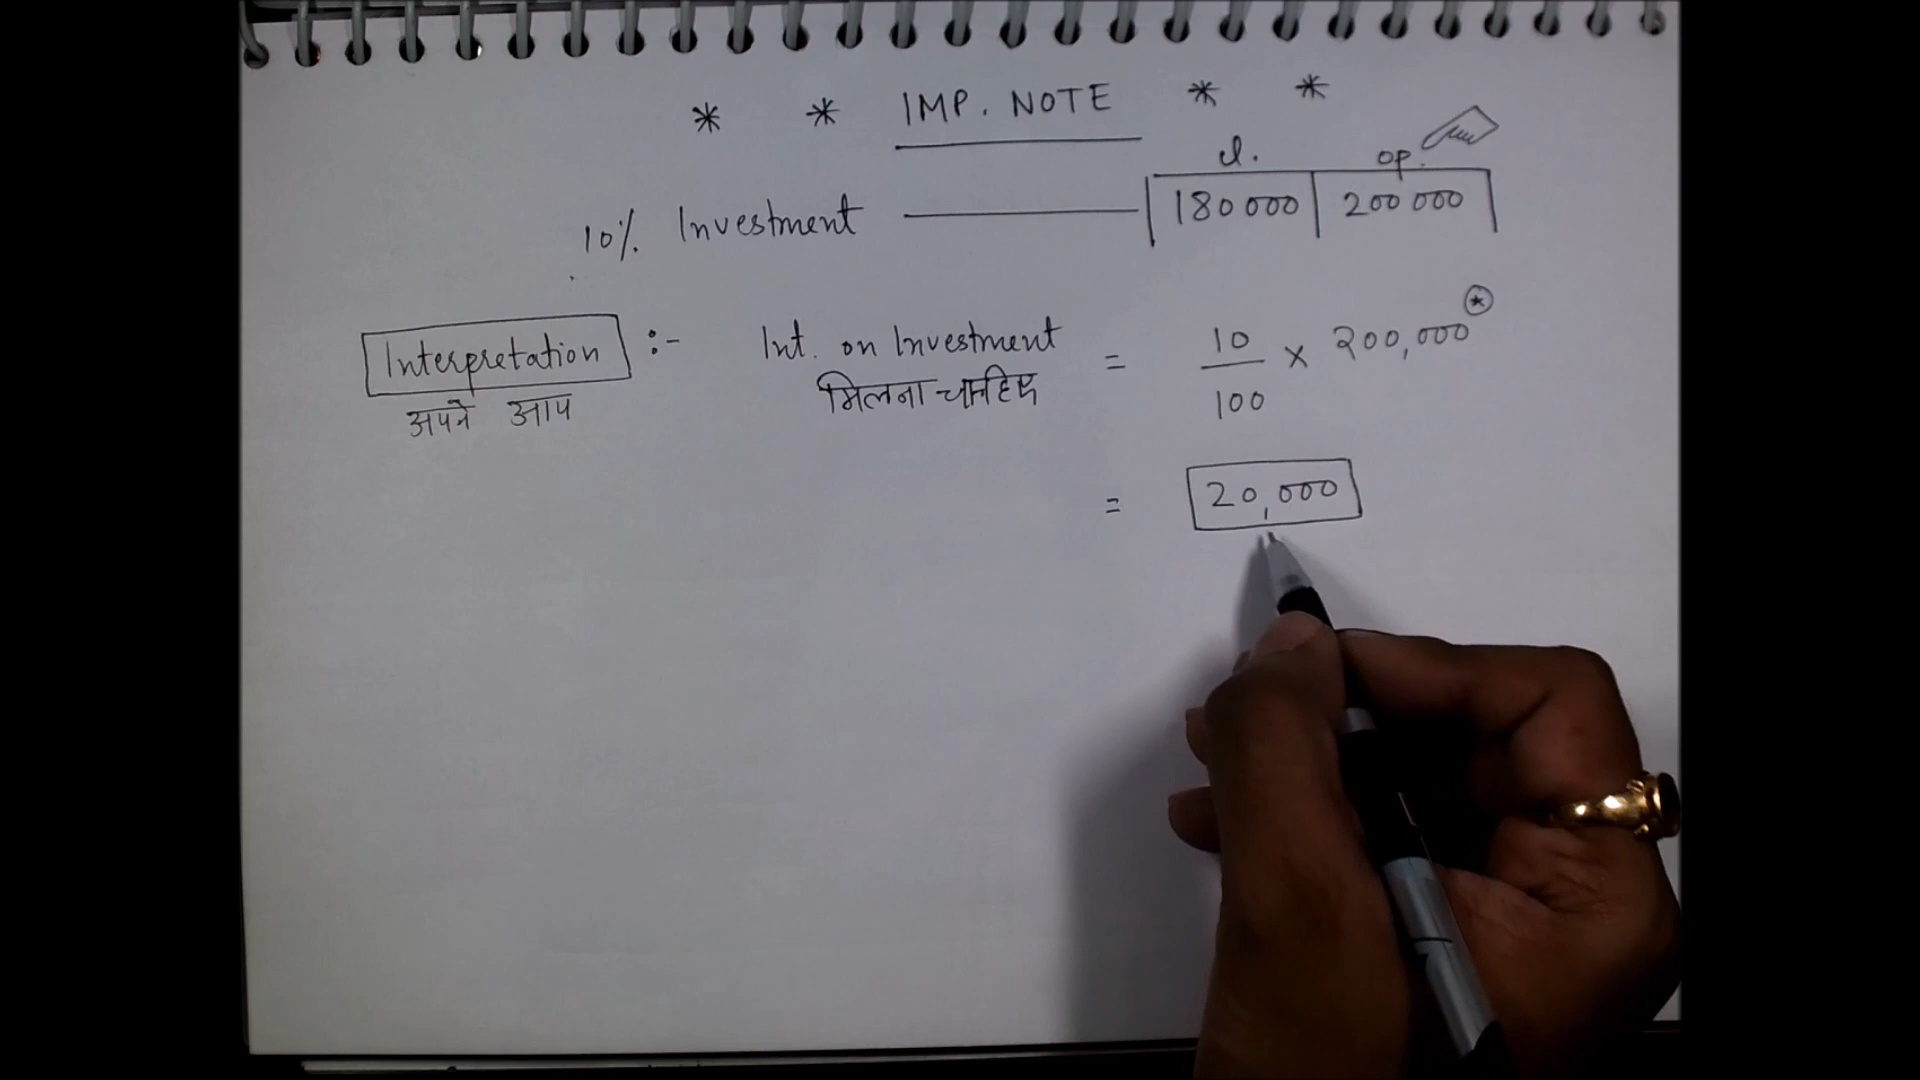 * * IMP. NOTE * *
cl. op.
10% Investment 180000 200000
Interpretation :- Int. on Investment = 10/100 × 200,000 *
अपने आप मिलना चाहिए
= 20,000